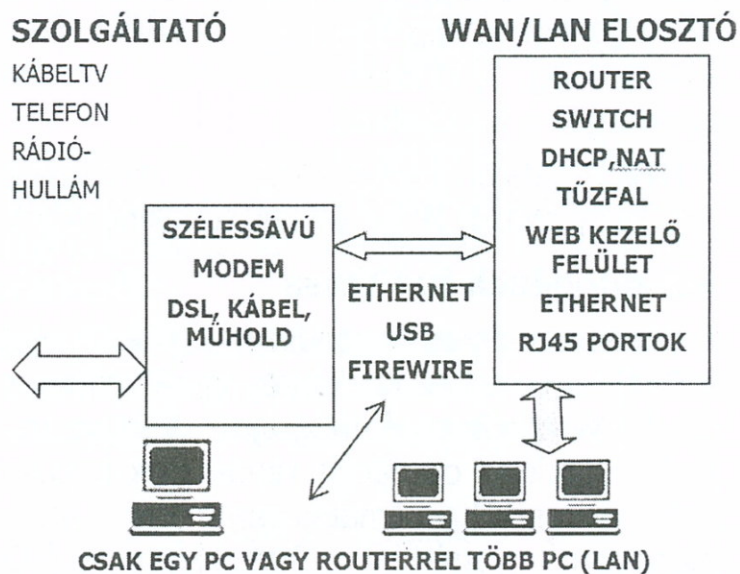 SZOLGÁLTATÓ
KÁBELTV
TELEFON
RÁDIÓ-
HULLÁM
SZÉLESSÁVÚ
MODEM
DSL, KÁBEL,
MŰHOLD
ETHERNET
USB
FIREWIRE
WAN/LAN ELOSZTÓ
ROUTER
SWITCH
DHCP,NAT
TŰZFAL
WEB KEZELŐ
FELÜLET
ETHERNET
RJ45 PORTOK
CSAK EGY PC VAGY ROUTERREL TÖBB PC (LAN)